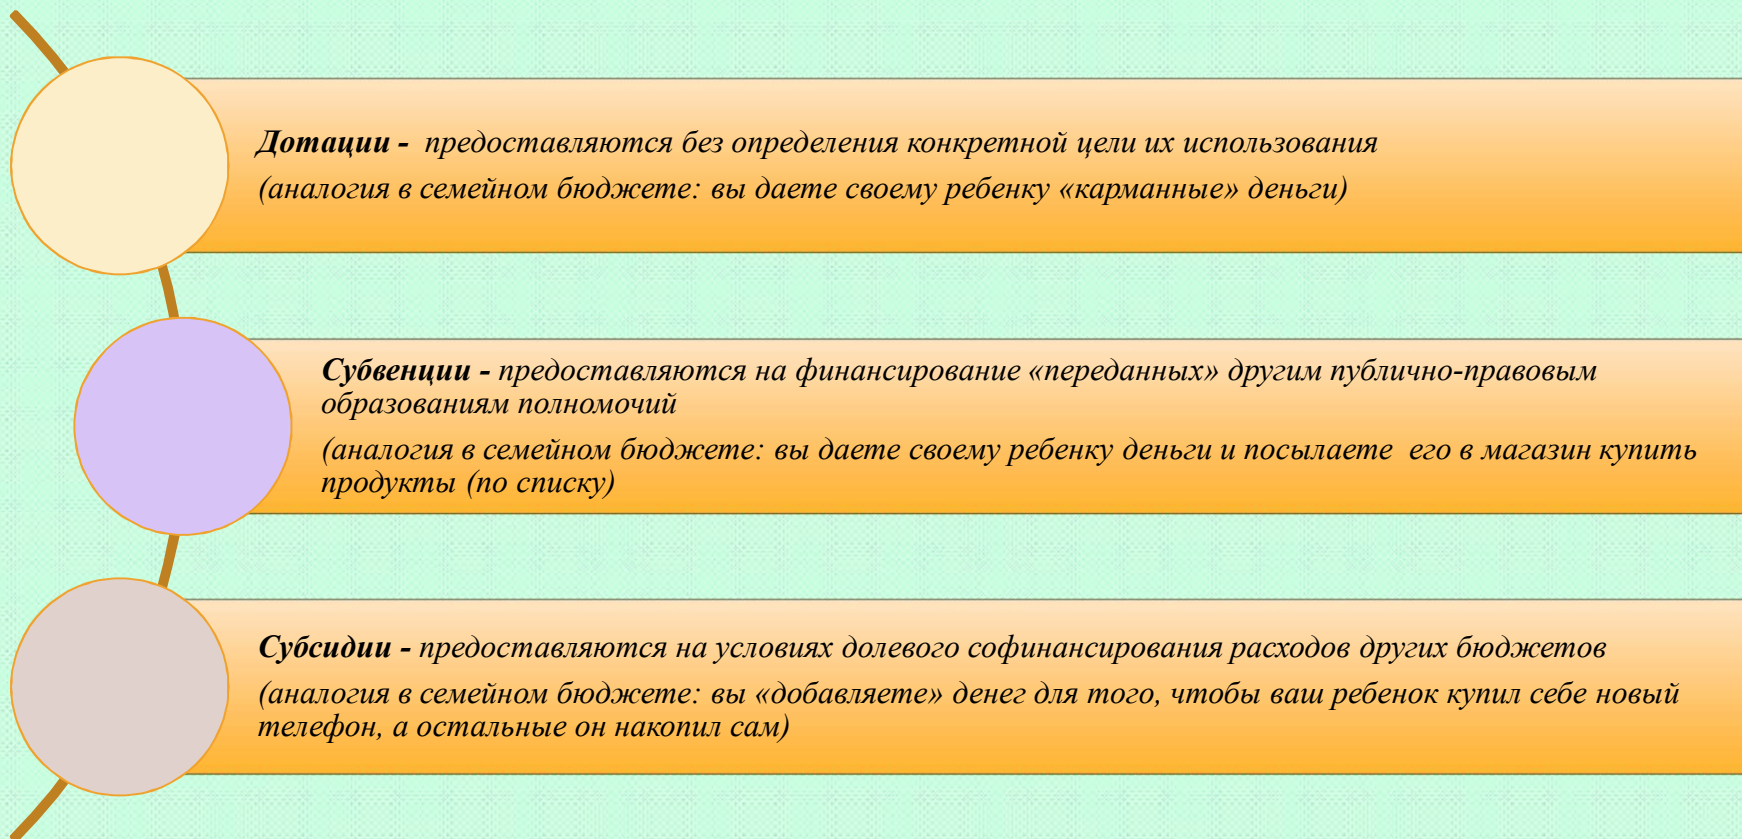 Дотации -  предоставляются без определения конкретной цели их использования
(аналогия в семейном бюджете: вы даете своему ребенку «карманные» деньги)
Субвенции - предоставляются на финансирование «переданных» другим публично-правовым
образованиям полномочий
(аналогия в семейном бюджете: вы даете своему ребенку деньги и посылаете  его в магазин купить
продукты (по списку)
Субсидии - предоставляются на условиях долевого софинансирования расходов других бюджетов
(аналогия в семейном бюджете: вы «добавляете» денег для того, чтобы ваш ребенок купил себе новый
телефон, а остальные он накопил сам)